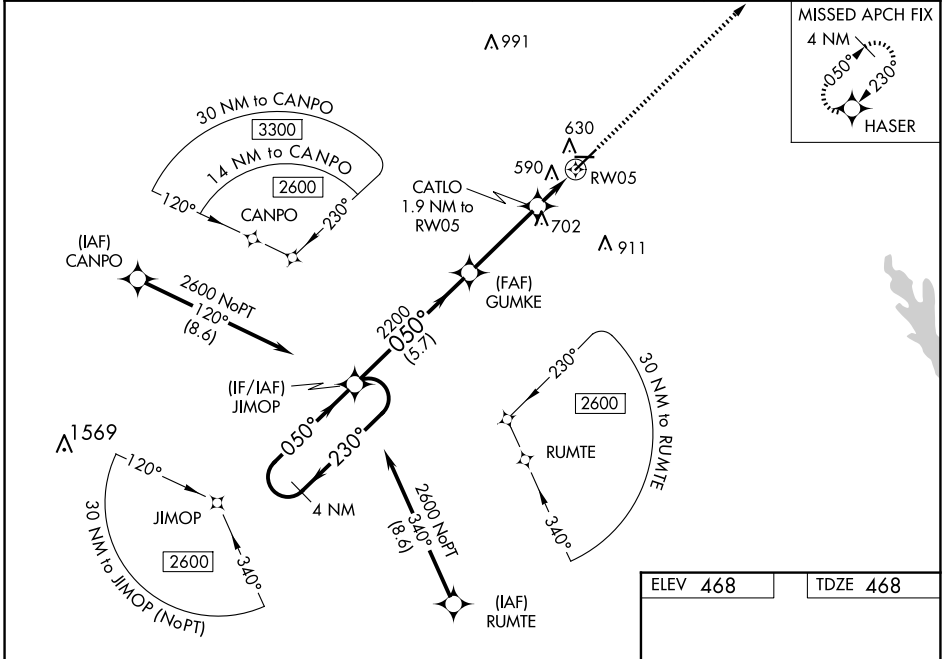 MISSED APCH FIX
4 NM
050°
230°
HASER
991
30 NM to CANPO
3300
14 NM to CANPO
2600
120°
CANPO
230°
630
590
RW05
CATLO
1.9 NM to
RW05
702
911
(IAF)
CANPO
2600 NoPT
120°
(8.6)
(FAF)
GUMKE
2200
050°
(5.7)
(IF/IAF)
JIMOP
050°
230°
4 NM
230°
2600
30 NM to RUMTE
RUMTE
340°
1569
120°
JIMOP
2600
340°
30 NM to JIMOP (NoPT)
2600 NoPT
340°
(8.6)
(IAF)
RUMTE
ELEV 468
TDZE 468